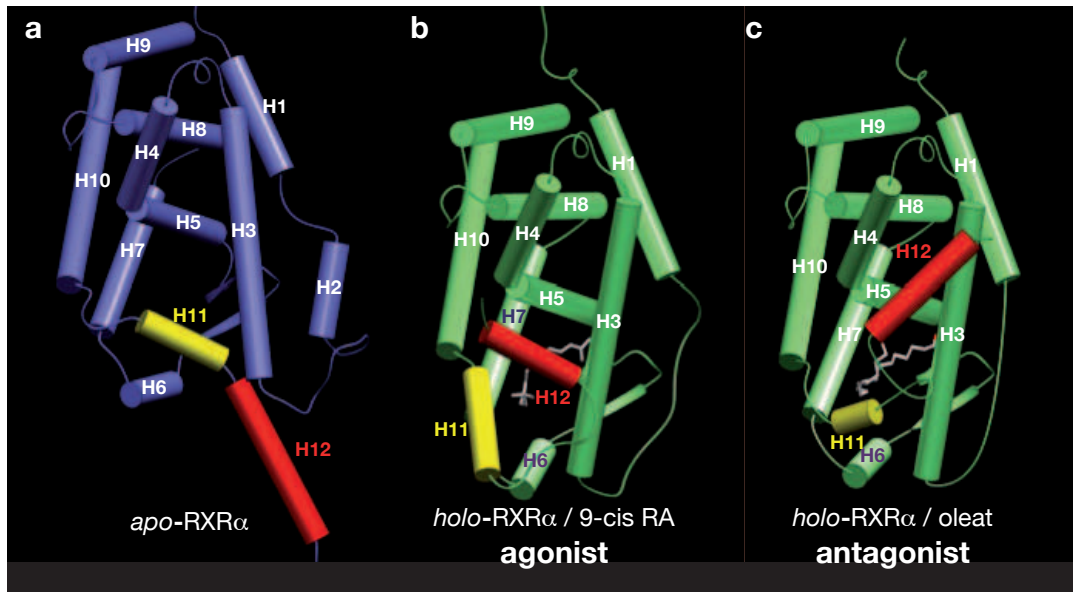 a
H9
H1
H8
H4
H10
H5
H3
H7
H2
H11
H6
H12
apo-RXRα
b
H9
H1
H8
H10
H4
H5
H7
H3
H12
H11
H6
holo-RXRα / 9-cis RA
agonist
c
H9
H1
H8
H4
H12
H10
H5
H7
H3
H11
H6
holo-RXRα / oleat
antagonist